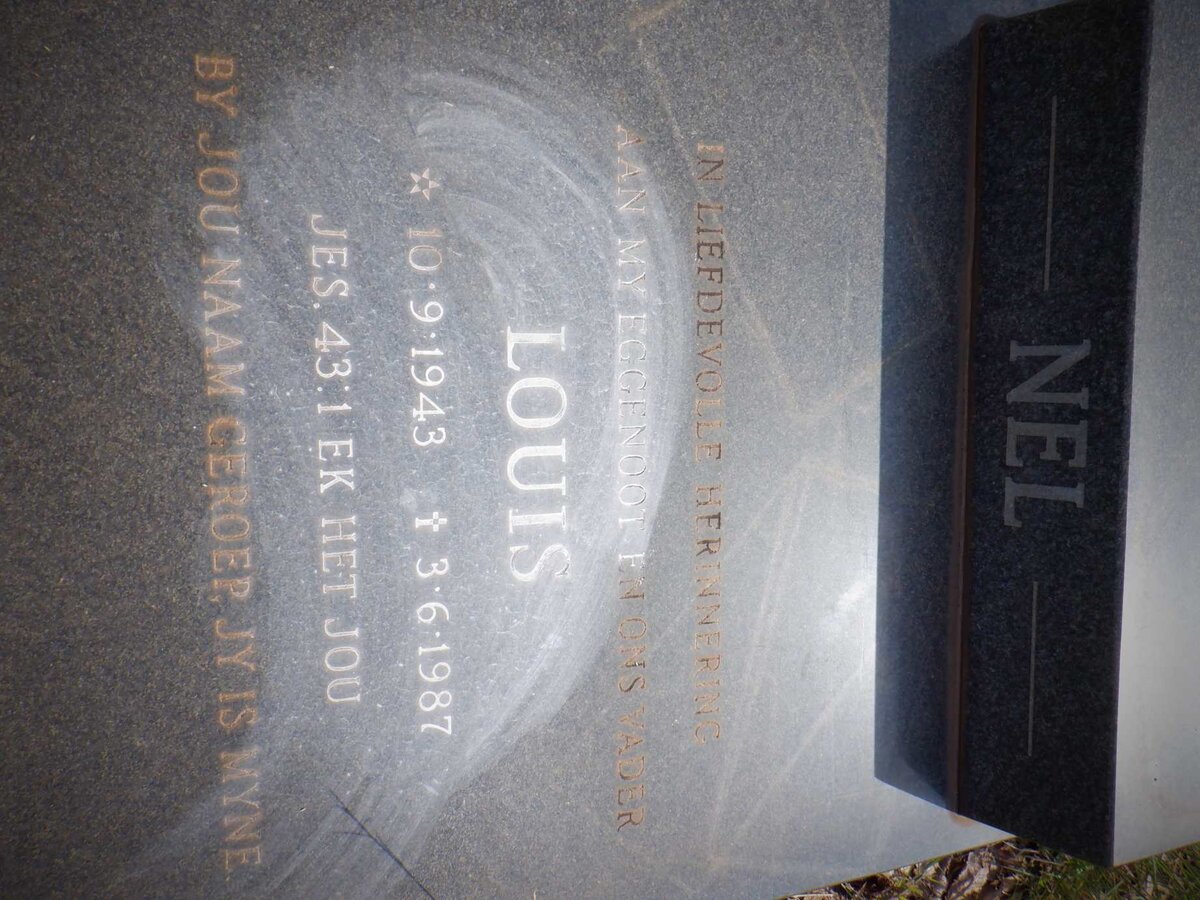 NEL
IN LIEFDEVOLLE HERINNERING
AAN MY EGGENOOT EN ONS VADER
LOUIS
☆ 10·9·1943 ✝ 3·6·1987
JES. 43:1 EK HET JOU
BY JOU NAAM GEROEP, JY IS MYNE